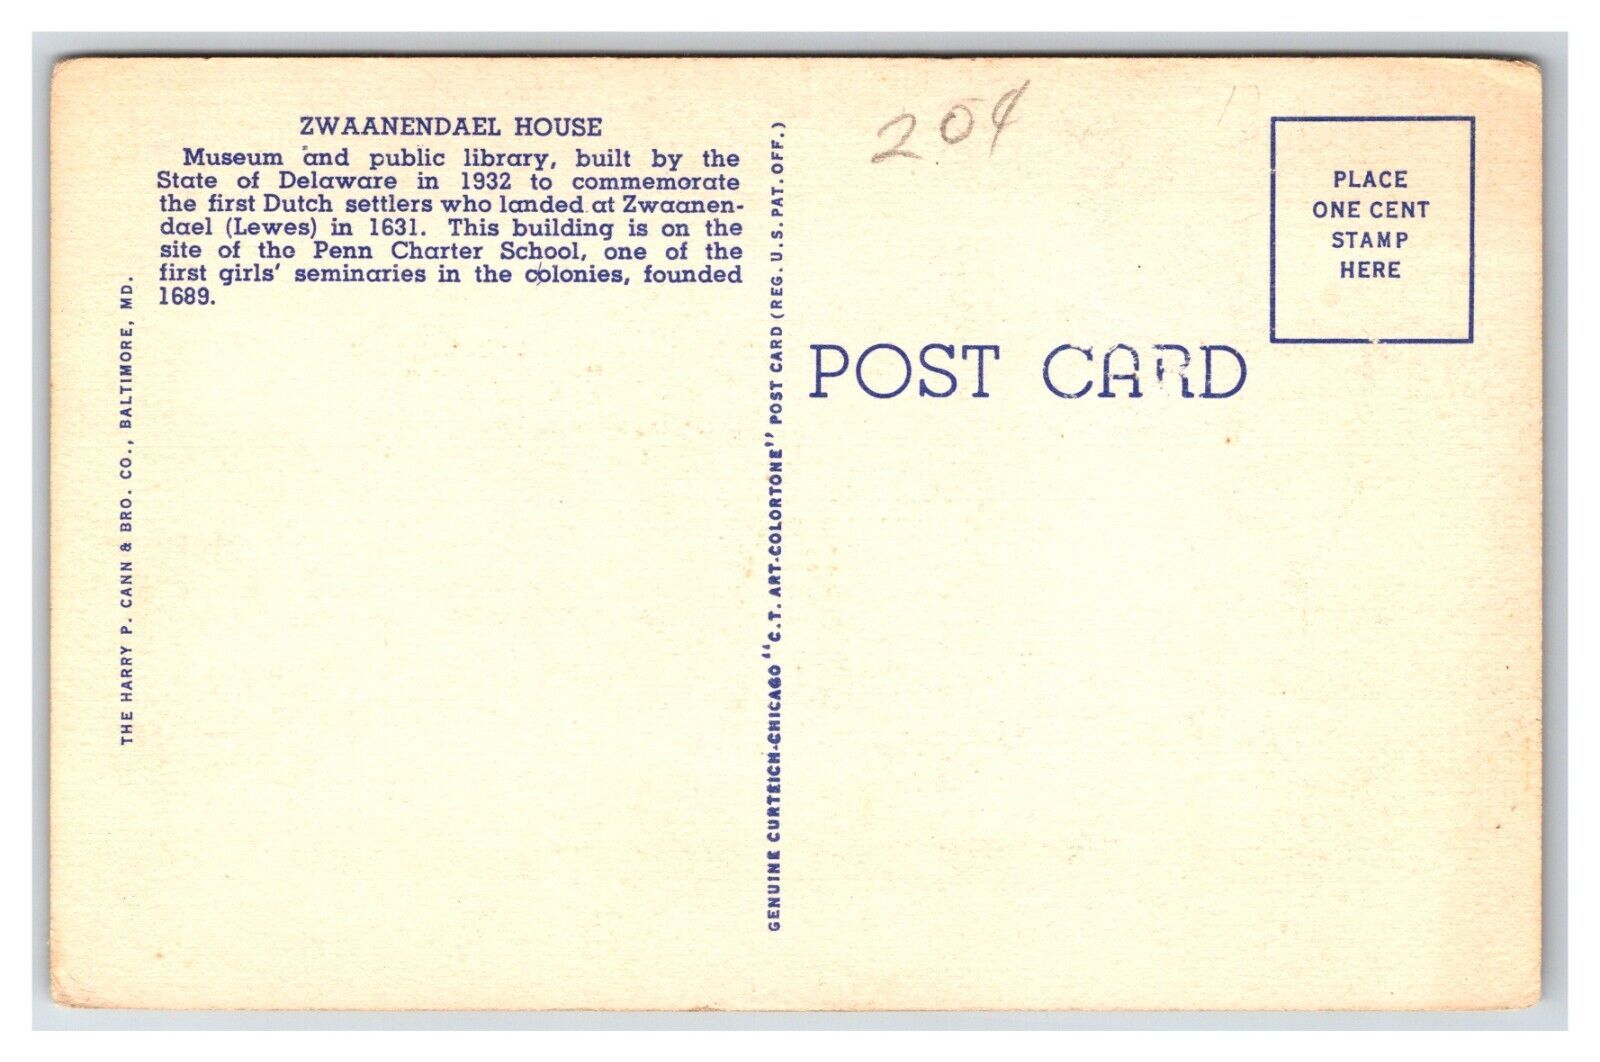 ZWAANENDAEL HOUSE
Museum and public library, built by the
State of Delaware in 1932 to commemorate
the first Dutch settlers who landed at Zwaanen-
dael (Lewes) in 1631. This building is on the
site of the Penn Charter School, one of the
first girls' seminaries in the colonies, founded
1689.
THE HARRY P. CANN & BRO. CO., BALTIMORE, MD.
GENUINE CURTEICH-CHICAGO "C.T. ART-COLORTONE" POST CARD (REG. U.S. PAT. OFF.)
20¢
PLACE
ONE CENT
STAMP
HERE
POST CARD